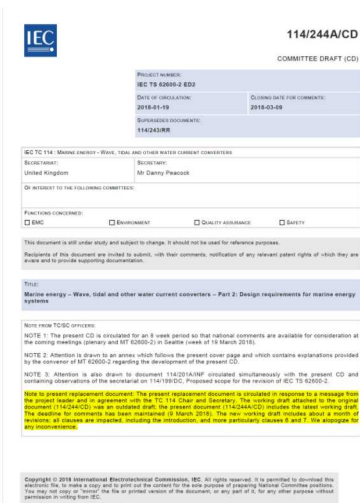 IEC
114/244A/CD
COMMITTEE DRAFT (CD)
PROJECT NUMBER:
IEC TS 62600-2 ED2
DATE OF CIRCULATION:
CLOSING DATE FOR COMMENTS:
2018-01-19
2018-03-09
SUPERSEDES DOCUMENTS:
114/243/RR
IEC TC 114 : MARINE ENERGY - WAVE, TIDAL AND OTHER WATER CURRENT CONVERTERS
SECRETARIAT:
SECRETARY:
United Kingdom
Mr Danny Peacock
OF INTEREST TO THE FOLLOWING COMMITTEES:
FUNCTIONS CONCERNED:
EMC
ENVIRONMENT
QUALITY ASSURANCE
SAFETY
This document is still under study and subject to change. It should not be used for reference purposes.
Recipients of this document are invited to submit, with their comments, notification of any relevant patent rights of which they are
aware and to provide supporting documentation.
TITLE:
Marine energy – Wave, tidal and other water current converters – Part 2: Design requirements for marine energy
systems
NOTE FROM TC/SC OFFICERS:
NOTE 1: The present CD is circulated for an 8 week period so that national comments are available for consideration at
the coming meetings (plenary and MT 62600-2) in Seattle (week of 19 March 2018).
NOTE 2: Attention is drawn to an annex which follows the present cover page and which contains explanations provided
by the convenor of MT 62600-2 regarding the development of the present CD.
NOTE 3: Attention is also drawn to document 114/201A/INF circulated simultaneously with the present CD and
containing observations of the secretariat on 114/189/DC, Proposed scope for the revision of IEC TS 62600-2.
Note to present replacement document: The present replacement document is circulated in response to a message from
the project leader and in agreement with the TC 114 Chair and Secretary. The working draft attached to the original
document (114/244/CD) was an outdated draft; the present document (114/244A/CD) includes the latest working draft.
The deadline for comments has been maintained (9 March 2018). The new working draft includes about a month of
revisions; all clauses are impacted, including the introduction, and more particularly clauses 6 and 7. We alopogize for
any inconvenience.
Copyright © 2018 International Electrotechnical Commission, IEC. All rights reserved. It is permitted to download this
electronic file, to make a copy and to print out the content for the sole purpose of preparing National Committee positions.
You may not copy or "mirror" the file or printed version of the document, or any part of it, for any other purpose without
permission in writing from IEC.